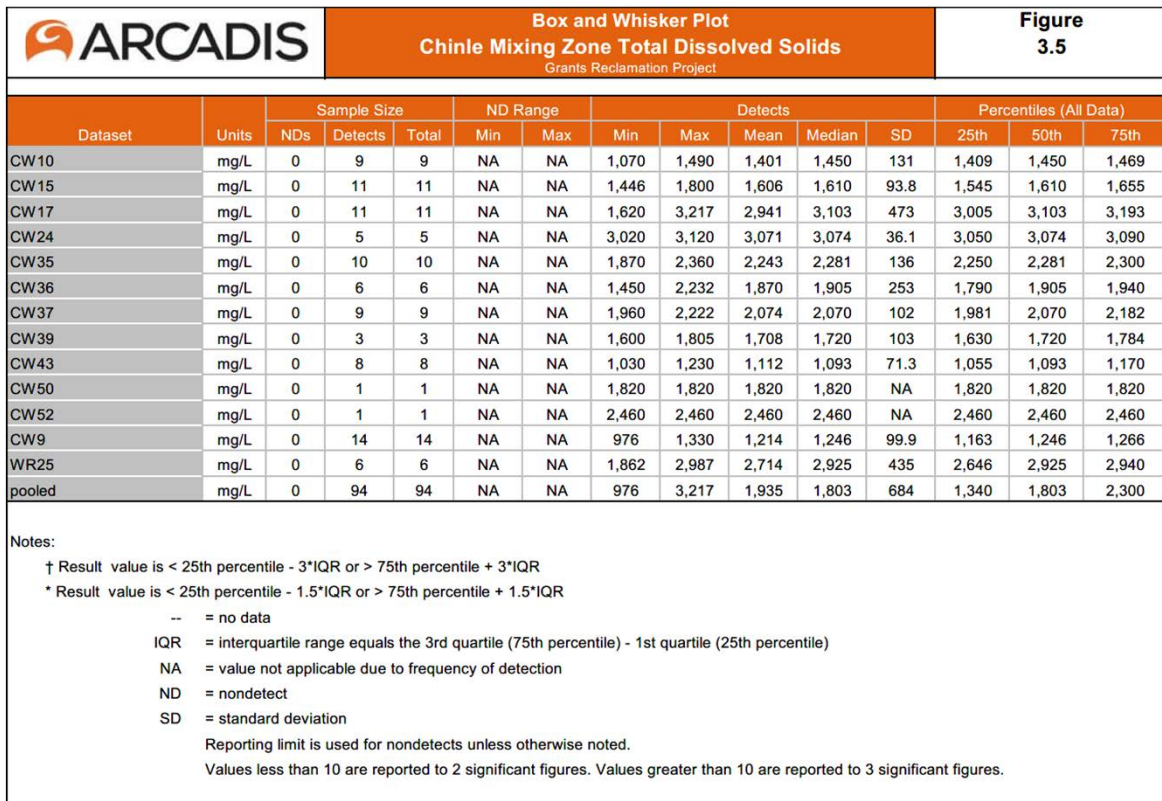 ARCADIS
Box and Whisker Plot
Chinle Mixing Zone Total Dissolved Solids
Grants Reclamation Project
Figure
3.5
Sample Size ND Range Detects Percentiles (All Data)
Dataset Units NDs Detects Total Min Max Min Max Mean Median SD 25th 50th 75th
CW10 mg/L 0 9 9 NA NA 1,070 1,490 1,401 1,450 131 1,409 1,450 1,469
CW15 mg/L 0 11 11 NA NA 1,446 1,800 1,606 1,610 93.8 1,545 1,610 1,655
CW17 mg/L 0 11 11 NA NA 1,620 3,217 2,941 3,103 473 3,005 3,103 3,193
CW24 mg/L 0 5 5 NA NA 3,020 3,120 3,071 3,074 36.1 3,050 3,074 3,090
CW35 mg/L 0 10 10 NA NA 1,870 2,360 2,243 2,281 136 2,250 2,281 2,300
CW36 mg/L 0 6 6 NA NA 1,450 2,232 1,870 1,905 253 1,790 1,905 1,940
CW37 mg/L 0 9 9 NA NA 1,960 2,222 2,074 2,070 102 1,981 2,070 2,182
CW39 mg/L 0 3 3 NA NA 1,600 1,805 1,708 1,720 103 1,630 1,720 1,784
CW43 mg/L 0 8 8 NA NA 1,030 1,230 1,112 1,093 71.3 1,055 1,093 1,170
CW50 mg/L 0 1 1 NA NA 1,820 1,820 1,820 1,820 NA 1,820 1,820 1,820
CW52 mg/L 0 1 1 NA NA 2,460 2,460 2,460 2,460 NA 2,460 2,460 2,460
CW9 mg/L 0 14 14 NA NA 976 1,330 1,214 1,246 99.9 1,163 1,246 1,266
WR25 mg/L 0 6 6 NA NA 1,862 2,987 2,714 2,925 435 2,646 2,925 2,940
pooled mg/L 0 94 94 NA NA 976 3,217 1,935 1,803 684 1,340 1,803 2,300
Notes:
† Result value is < 25th percentile - 3*IQR or > 75th percentile + 3*IQR
* Result value is < 25th percentile - 1.5*IQR or > 75th percentile + 1.5*IQR
-- = no data
IQR = interquartile range equals the 3rd quartile (75th percentile) - 1st quartile (25th percentile)
NA = value not applicable due to frequency of detection
ND = nondetect
SD = standard deviation
Reporting limit is used for nondetects unless otherwise noted.
Values less than 10 are reported to 2 significant figures. Values greater than 10 are reported to 3 significant figures.